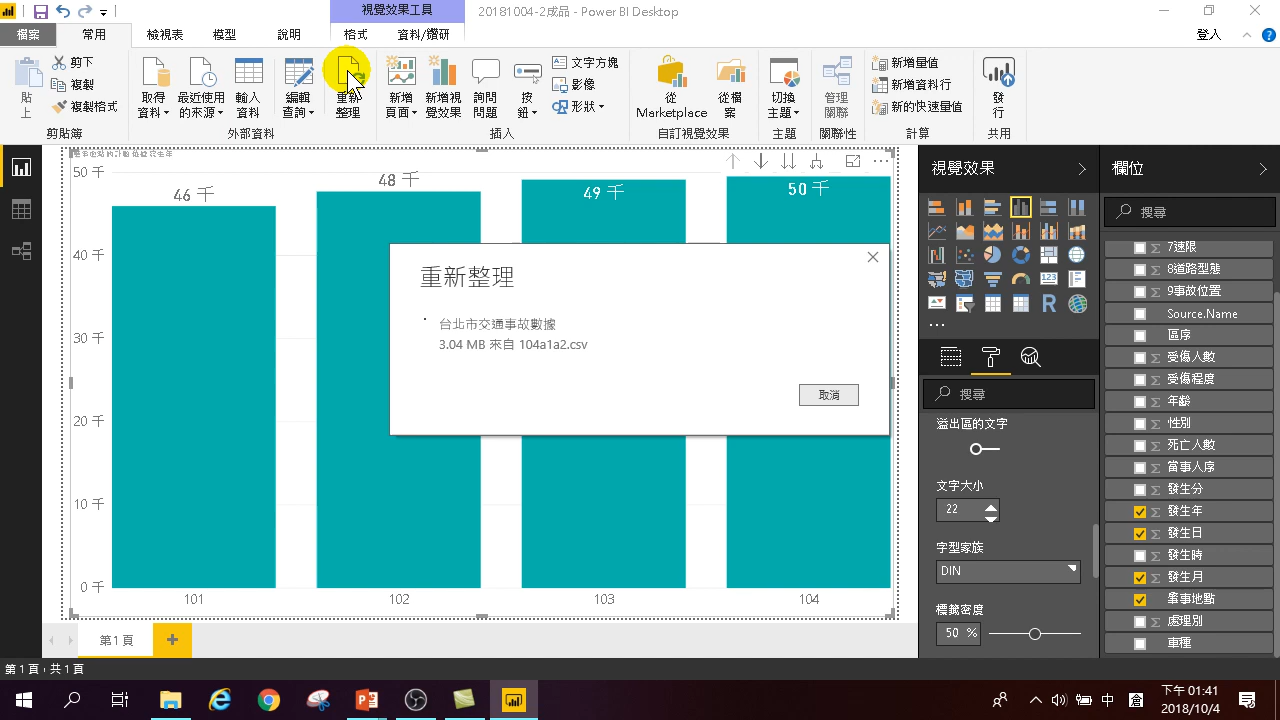 視覺效果工具
20181004-2成品 - Power BI Desktop
檔案
常用
檢視表
模型
說明
格式
資料/鑽研
登入
貼上
剪下
複製
複製格式
剪貼簿
取得資料
最近使用的來源
輸入資料
編輯查詢
重新整理
外部資料
新增頁面
新增視覺效果
詢問問題
按鈕
文字方塊
影像
形狀
插入
從 Marketplace
從檔案
自訂視覺效果
切換主題
主題
管理關聯
關聯性
新增量值
新增資料行
新的快速量值
計算
發行
共用
50 千
40 千
30 千
20 千
10 千
0 千
46 千
48 千
49 千
50 千
101
102
103
104
重新整理
台北市交通事故數據
3.04 MB 來自 104a1a2.csv
取消
視覺效果
R
123
搜尋
溢出區的文字
文字大小
22
字型家族
DIN
標籤密度
50 %
欄位
搜尋
7速限
8道路型態
9事故位置
Source.Name
區序
受傷人數
受傷程度
年齡
性別
死亡人數
當事人序
發生分
發生年
發生日
發生時
發生月
肇事地點
處理別
車種
第 1 頁
第 1 頁，共 1 頁
中
下午 01:41
2018/10/4